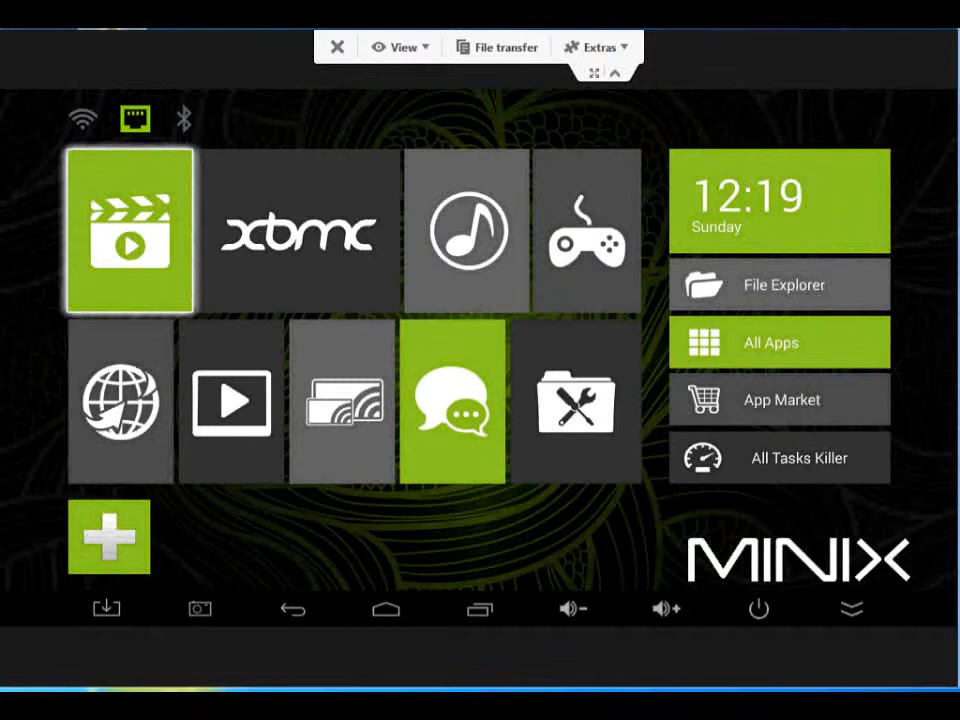 View
File transfer
Extras
xbmc
12:19
Sunday
File Explorer
All Apps
App Market
All Tasks Killer
MINIX